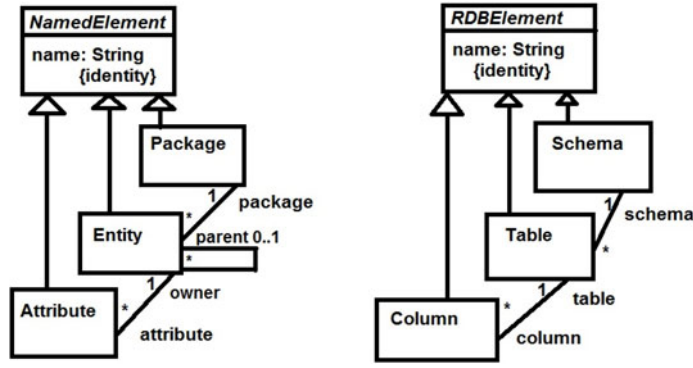 NamedElement
name: String
{identity}
Package
1
package
*
Entity
parent 0..1
*
1
owner
Attribute
*
attribute
RDBElement
name: String
{identity}
Schema
1
schema
Table
*
1
table
Column
*
column